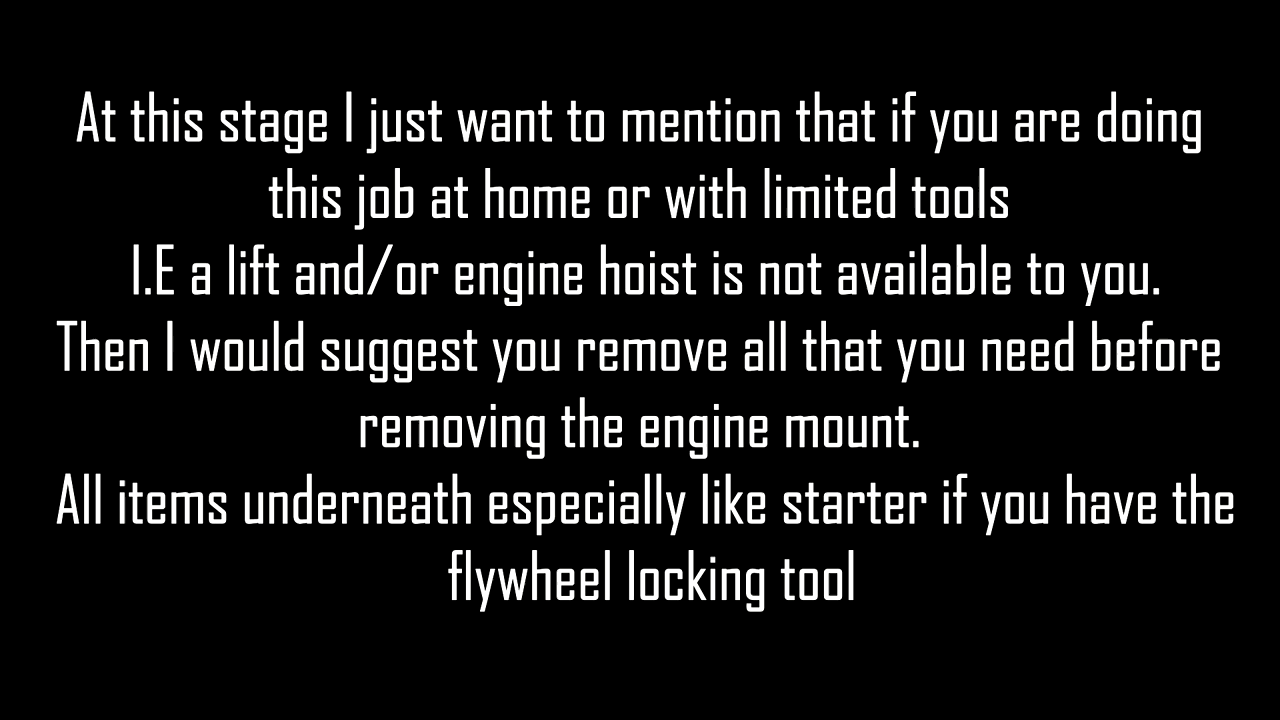 At this stage I just want to mention that if you are doing
this job at home or with limited tools
I.E a lift and/or engine hoist is not available to you.
Then I would suggest you remove all that you need before
removing the engine mount.
All items underneath especially like starter if you have the
flywheel locking tool